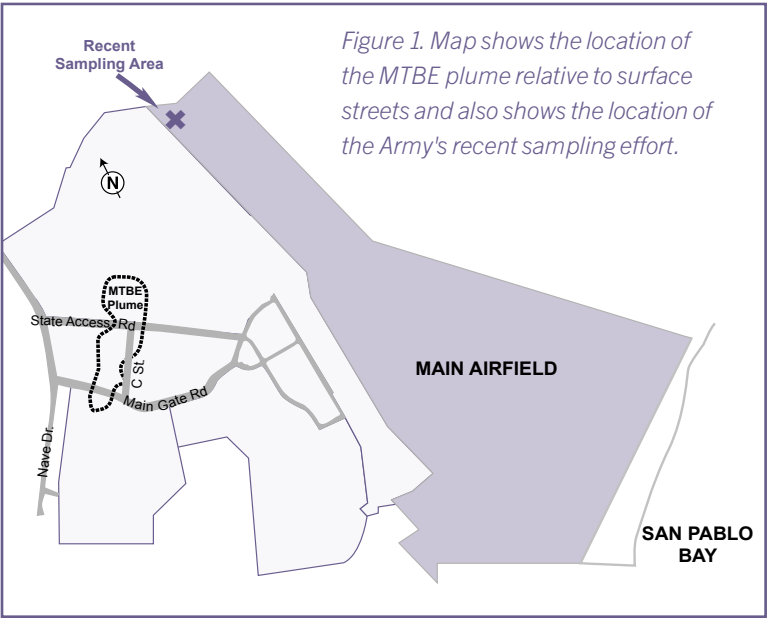 Recent
Sampling Area
Figure 1. Map shows the location of
the MTBE plume relative to surface
streets and also shows the location of
the Army's recent sampling effort.
N
MTBE
Plume
State Access Rd
C St.
Main Gate Rd
Nave Dr.
MAIN AIRFIELD
SAN PABLO
BAY